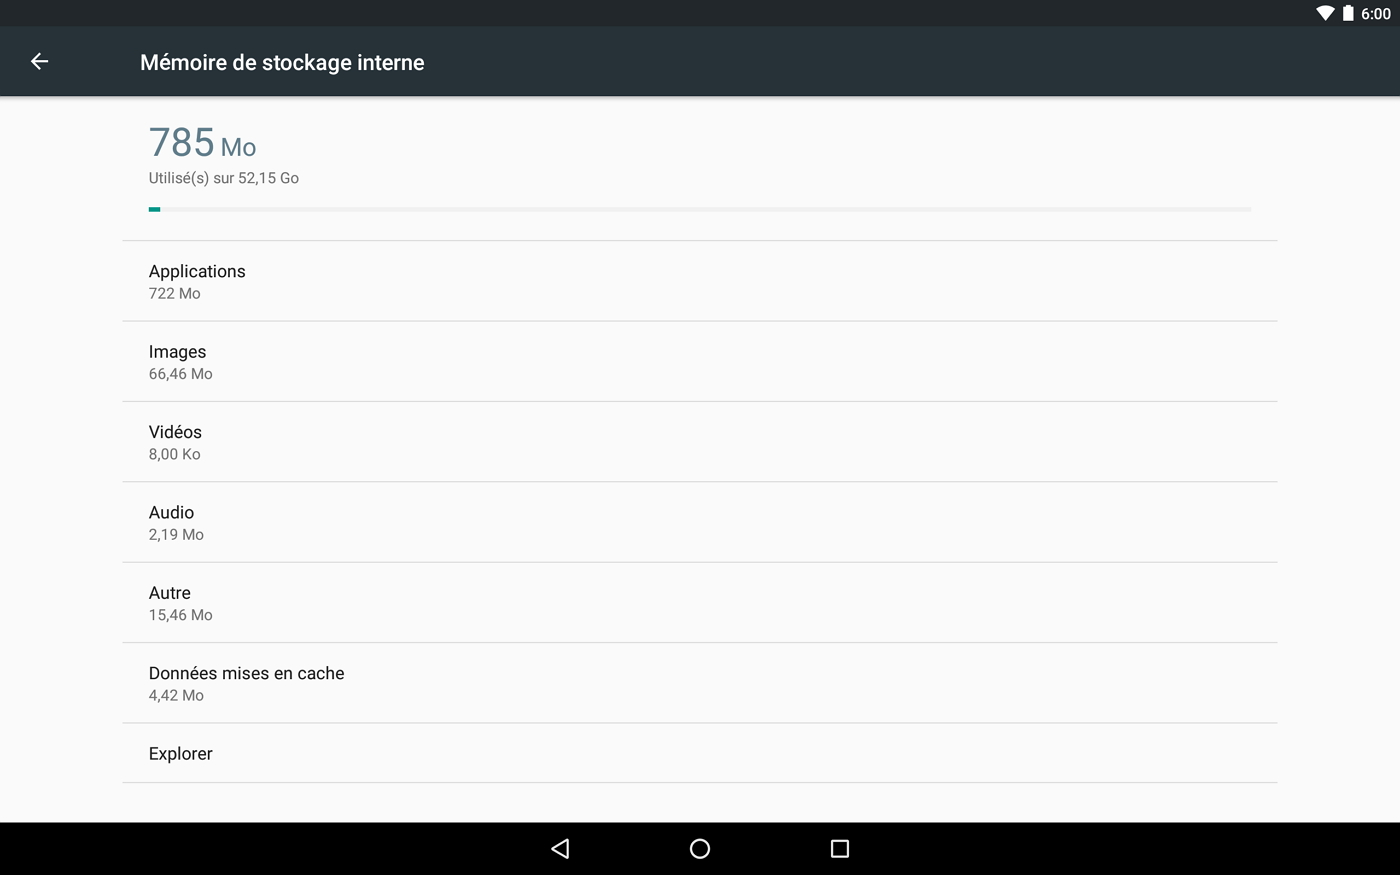 6:00
Mémoire de stockage interne
785 Mo
Utilisé(s) sur 52,15 Go
Applications
722 Mo
Images
66,46 Mo
Vidéos
8,00 Ko
Audio
2,19 Mo
Autre
15,46 Mo
Données mises en cache
4,42 Mo
Explorer